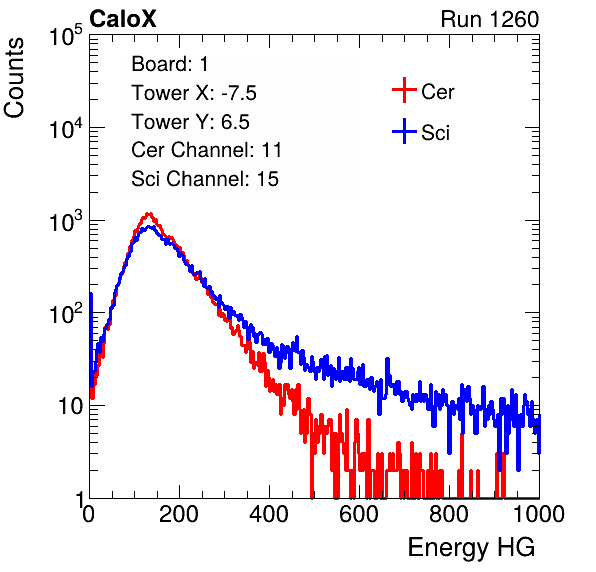 CaloX Run 1260
Counts
10^5
10^4
10^3
10^2
10
1
Board: 1
Tower X: -7.5
Tower Y: 6.5
Cer Channel: 11
Sci Channel: 15
Cer
Sci
0 200 400 600 800 1000
Energy HG